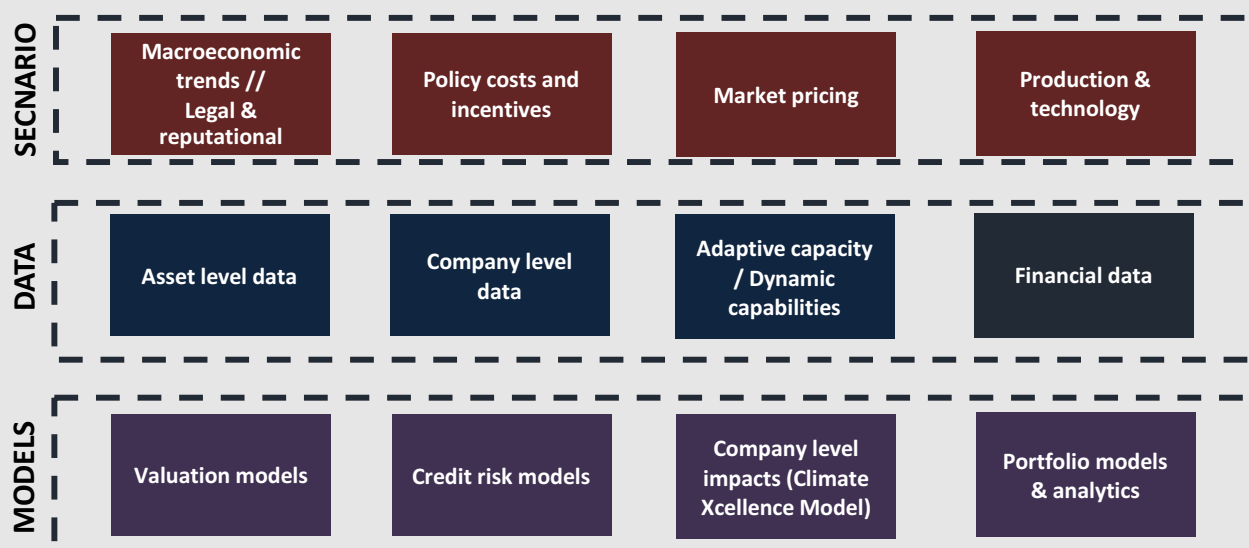 SECNARIO
Macroeconomic
trends //
Legal &
reputational
Policy costs and
incentives
Market pricing
Production &
technology
DATA
Asset level data
Company level
data
Adaptive capacity
/ Dynamic
capabilities
Financial data
MODELS
Valuation models
Credit risk models
Company level
impacts (Climate
Xcellence Model)
Portfolio models
& analytics